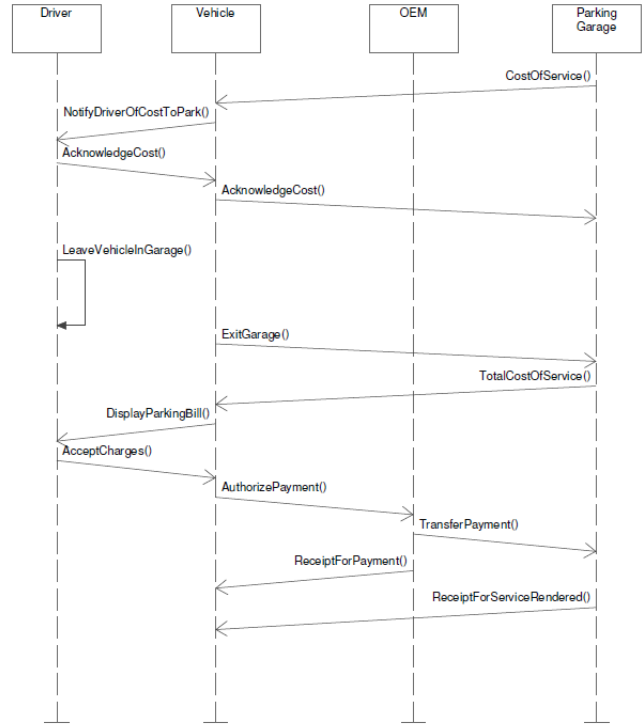 Driver
Vehicle
OEM
Parking
Garage
CostOfService()
NotifyDriverOfCostToPark()
AcknowledgeCost()
AcknowledgeCost()
LeaveVehicleInGarage()
ExitGarage()
TotalCostOfService()
DisplayParkingBill()
AcceptCharges()
AuthorizePayment()
TransferPayment()
ReceiptForPayment()
ReceiptForServiceRendered()